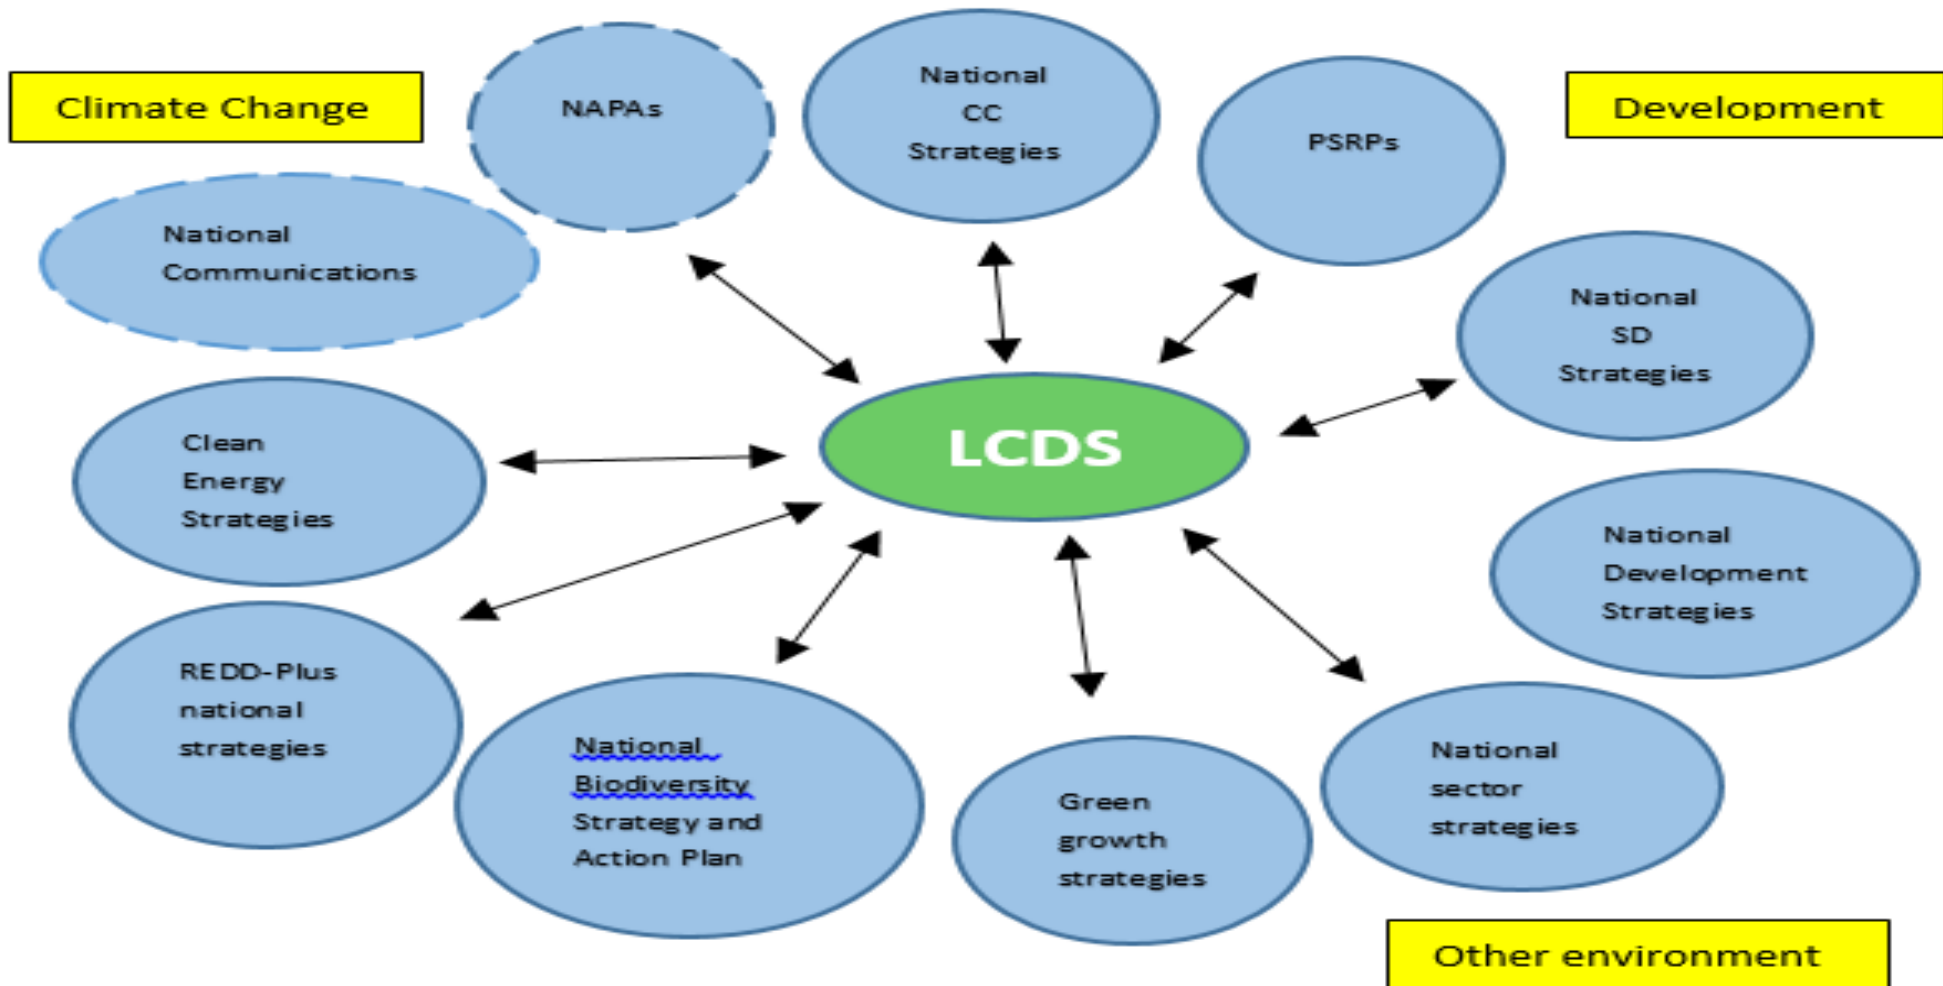 Climate Change
NAPAs
National
CC
Strategies
PSRPs
Development
National
Communications
National
SD
Strategies
Clean
Energy
Strategies
LCDS
National
Development
Strategies
REDD-Plus
national
strategies
National
Biodiversity
Strategy and
Action Plan
Green
growth
strategies
National
sector
strategies
Other environment